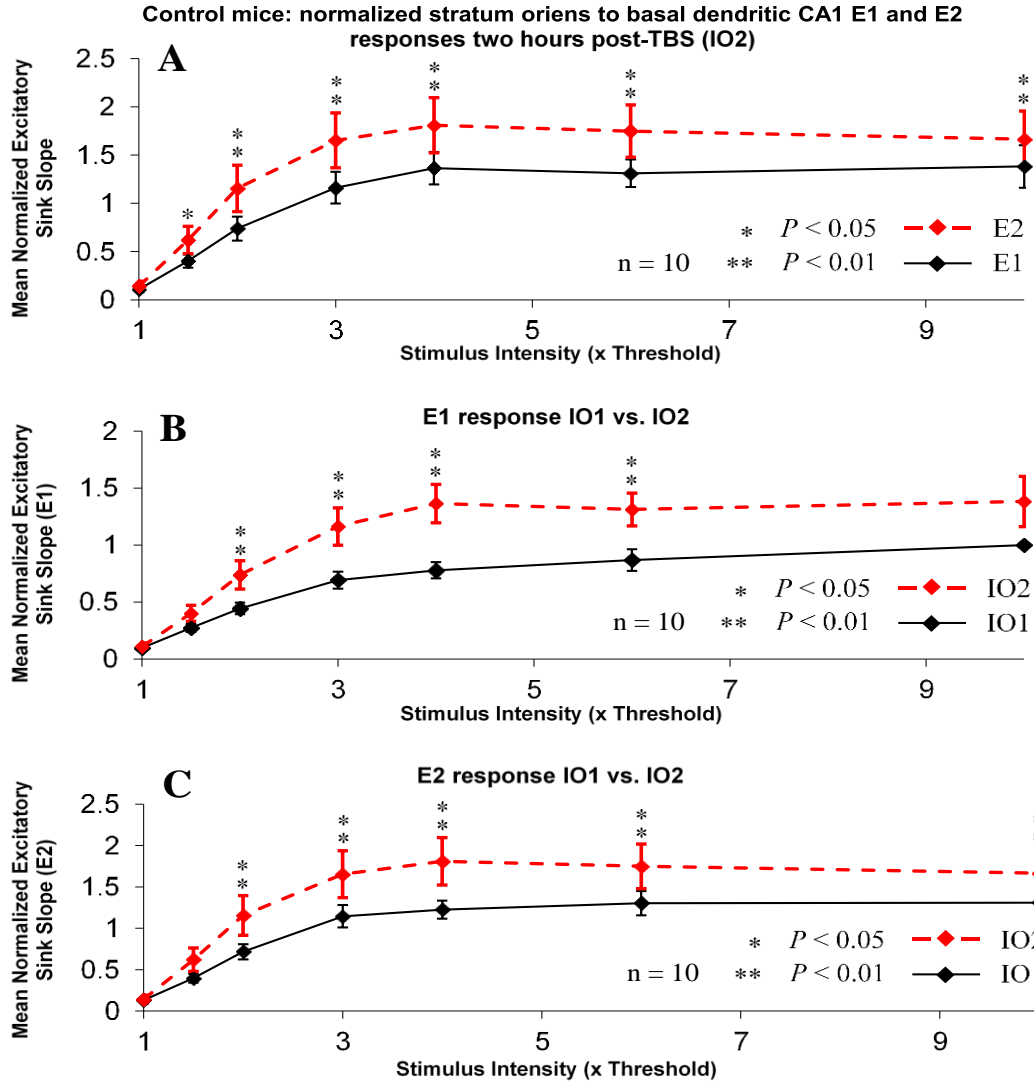 Control mice: normalized stratum oriens to basal dendritic CA1 E1 and E2
responses two hours post-TBS (IO2)
A
Mean Normalized Excitatory
Sink Slope
2.5
2
1.5
1
0.5
0
*
**
**
**
**
**
* P < 0.05 E2
n = 10 ** P < 0.01 E1
1 3 5 7 9
Stimulus Intensity (x Threshold)
B
E1 response IO1 vs. IO2
Mean Normalized Excitatory
Sink Slope (E1)
2
1.5
1
0.5
0
**
**
**
**
* P < 0.05 IO2
n = 10 ** P < 0.01 IO1
1 3 5 7 9
Stimulus Intensity (x Threshold)
C
E2 response IO1 vs. IO2
Mean Normalized Excitatory
Sink Slope (E2)
2.5
2
1.5
1
0.5
0
**
**
**
**
* P < 0.05
n = 10 ** P < 0.01 IO
1 3 5 7 9
Stimulus Intensity (x Threshold)